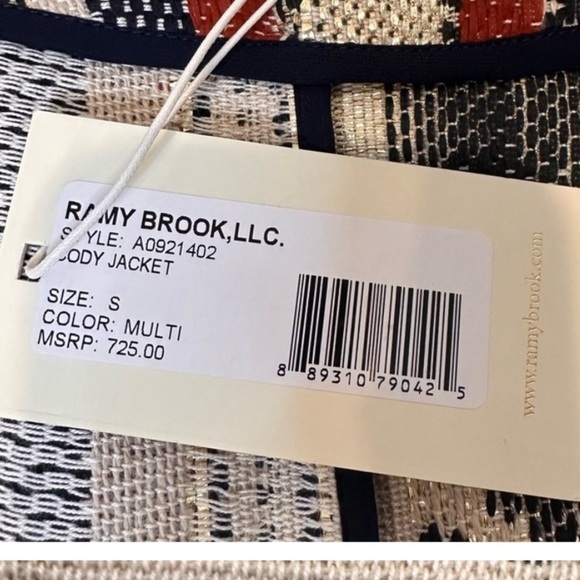 RAMY BROOK,LLC.
STYLE: A0921402
CODY JACKET
SIZE: S
COLOR: MULTI
MSRP: 725.00
8 89310 79042 5
www.ramybrook.com